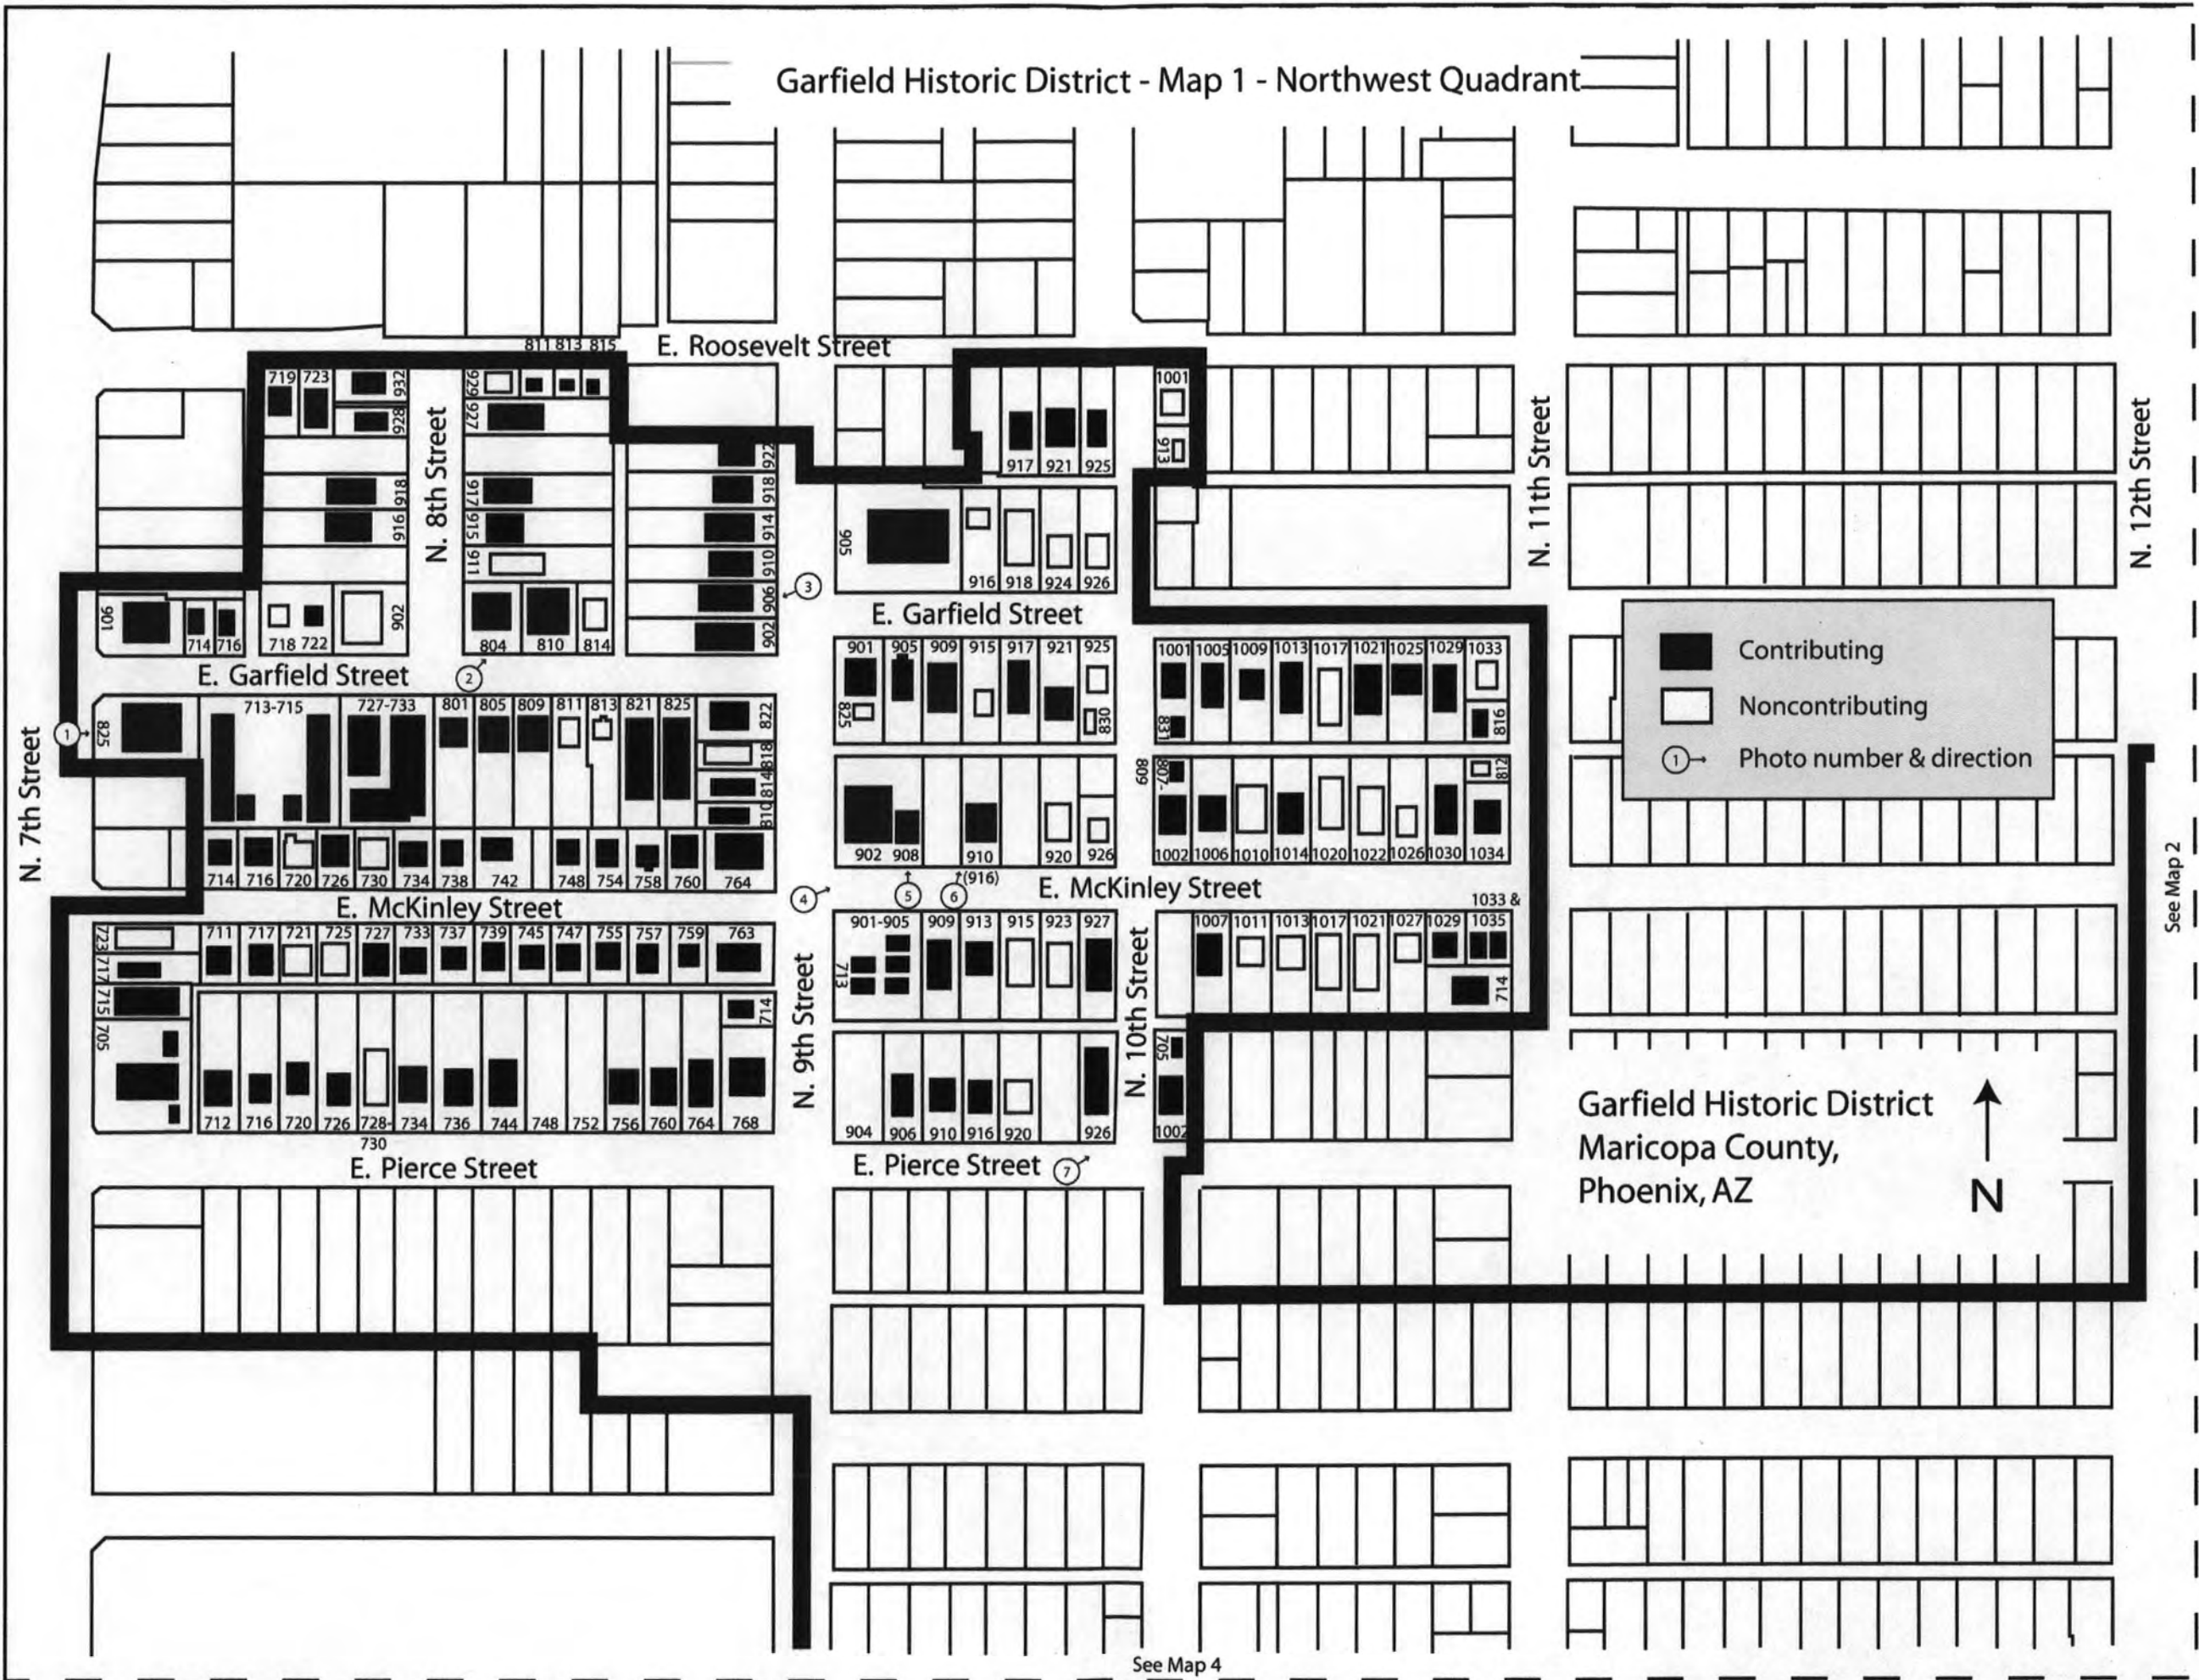 Garfield Historic District - Map 1 - Northwest Quadrant
811 813 815
E. Roosevelt Street
719 723
932
928
929
927
1001
913
917 921 925
922
918
916
918
914
910
906
902
917
915
911
N. 8th Street
N. 11th Street
N. 12th Street
905
916 918 924 926
3
901
714 716
718 722
902
804 810 814
E. Garfield Street
E. Garfield Street
2
901 905 909 915 917 921 925
825
830
1001 1005 1009 1013 1017 1021 1025 1029 1033
831
816
Contributing
Noncontributing
1 Photo number & direction
N. 7th Street
1
825
713-715 727-733 801 805 809 811 813 821 825
822
818
814
810
809
807-
812
714 716 720 726 730 734 738 742 748 754 758 760 764
902 908 910 920 926
(916)
1002 1006 1010 1014 1020 1022 1026 1030 1034
4
5
6
E. McKinley Street
E. McKinley Street
See Map 2
1033 &
723
717
715
705
711 717 721 725 727 733 737 739 745 747 755 757 759 763
901-905 909 913 915 923 927
713
1007 1011 1013 1017 1021 1027 1029 1035
714
714
N. 9th Street
N. 10th Street
705
1002
712 716 720 726 728- 734 736 744 748 752 756 760 764 768
730
904 906 910 916 920 926
E. Pierce Street
E. Pierce Street
7
Garfield Historic District
Maricopa County,
Phoenix, AZ
N
See Map 4